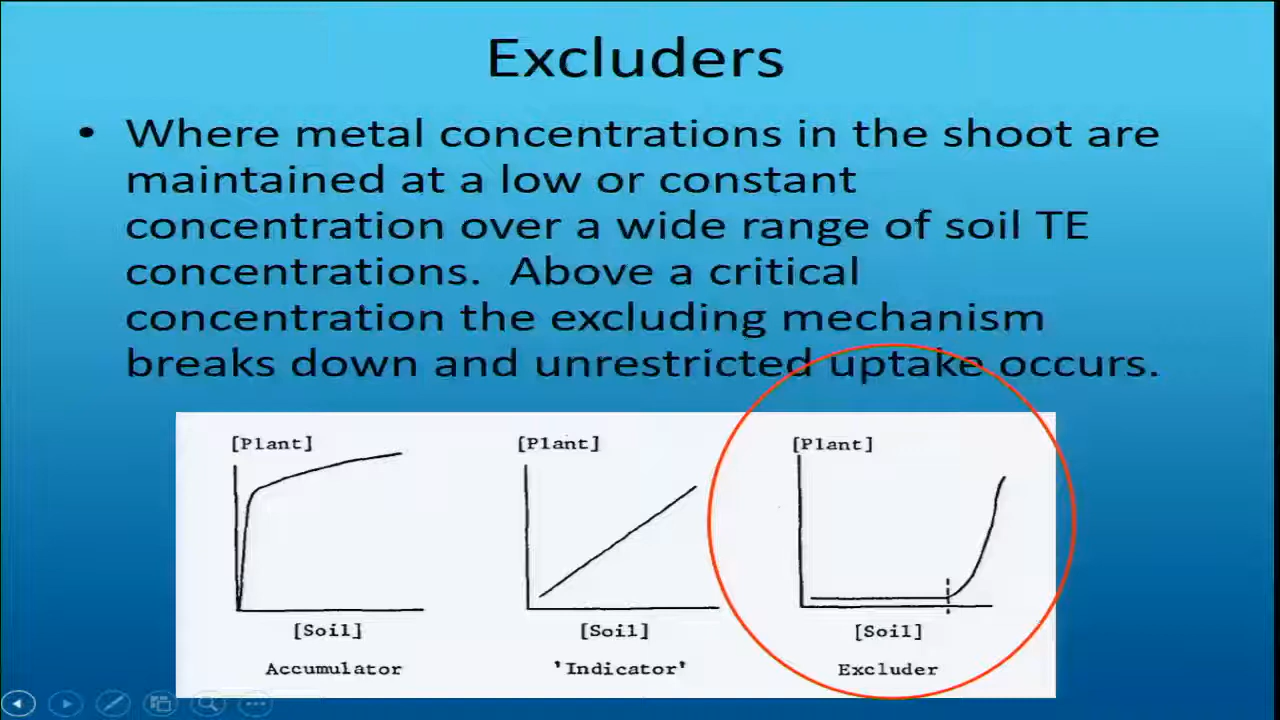 Excluders
• Where metal concentrations in the shoot are
maintained at a low or constant
concentration over a wide range of soil TE
concentrations.  Above a critical
concentration the excluding mechanism
breaks down and unrestricted uptake occurs.
[Plant]
[Plant]
[Plant]
[Soil]
[Soil]
[Soil]
Accumulator
'Indicator'
Excluder